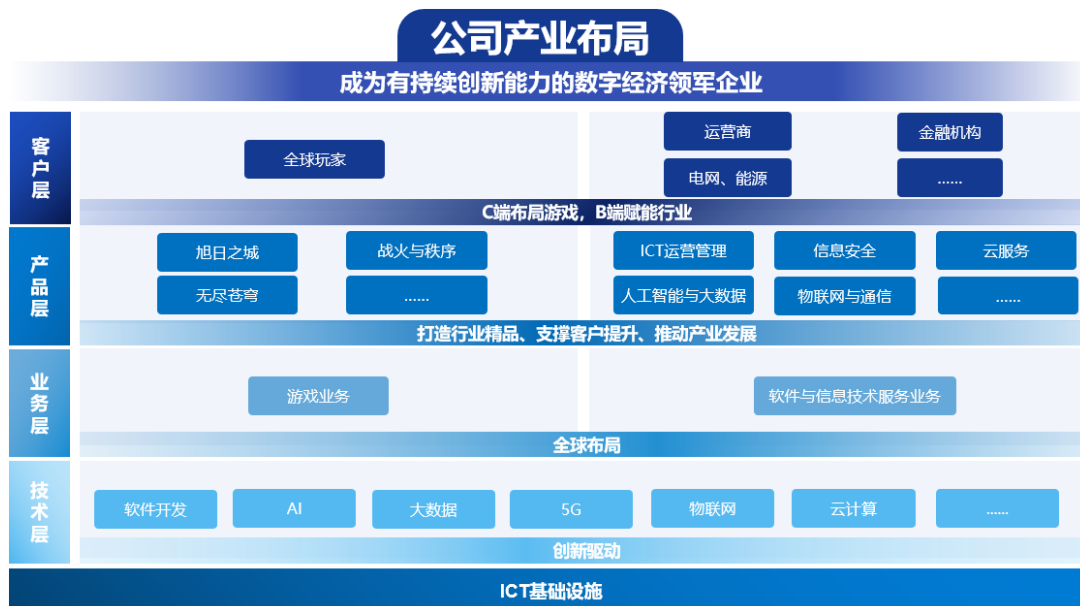 公司产业布局
成为有持续创新能力的数字经济领军企业
客户层
全球玩家
运营商
金融机构
电网、能源
......
C端布局游戏，B端赋能行业
产品层
旭日之城
战火与秩序
ICT运营管理
信息安全
云服务
无尽苍穹
......
人工智能与大数据
物联网与通信
......
打造行业精品、支撑客户提升、推动产业发展
业务层
游戏业务
软件与信息技术服务业务
全球布局
技术层
软件开发
AI
大数据
5G
物联网
云计算
......
创新驱动
ICT基础设施